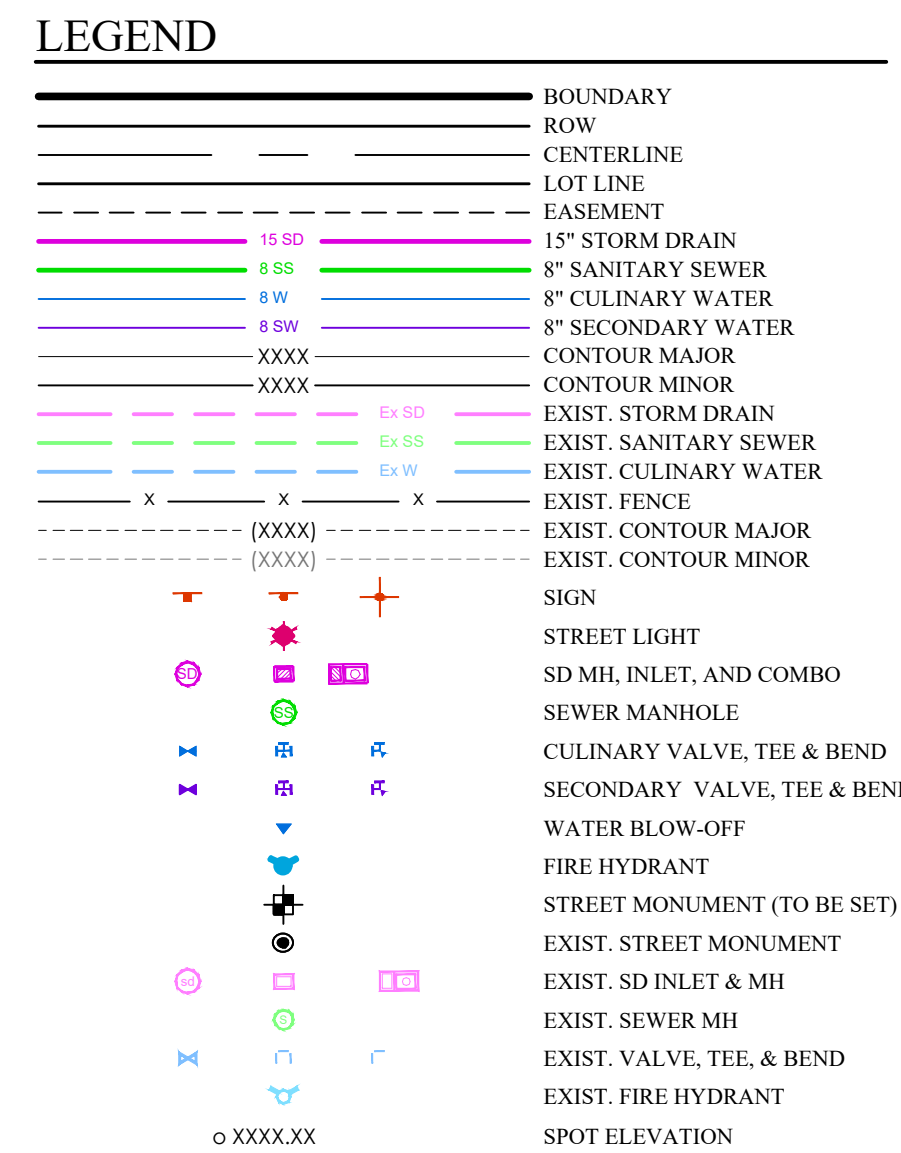 LEGEND
BOUNDARY
ROW
CENTERLINE
LOT LINE
EASEMENT
15 SD 15" STORM DRAIN
8 SS 8" SANITARY SEWER
8 W 8" CULINARY WATER
8 SW 8" SECONDARY WATER
XXXX CONTOUR MAJOR
XXXX CONTOUR MINOR
Ex SD EXIST. STORM DRAIN
Ex SS EXIST. SANITARY SEWER
Ex W EXIST. CULINARY WATER
X X X EXIST. FENCE
(XXXX) EXIST. CONTOUR MAJOR
(XXXX) EXIST. CONTOUR MINOR
SIGN
STREET LIGHT
SD SD MH, INLET, AND COMBO
SS SEWER MANHOLE
CULINARY VALVE, TEE & BEND
SECONDARY VALVE, TEE & BEN
WATER BLOW-OFF
FIRE HYDRANT
STREET MONUMENT (TO BE SET)
EXIST. STREET MONUMENT
sd EXIST. SD INLET & MH
S EXIST. SEWER MH
EXIST. VALVE, TEE, & BEND
EXIST. FIRE HYDRANT
o XXXX.XX SPOT ELEVATION